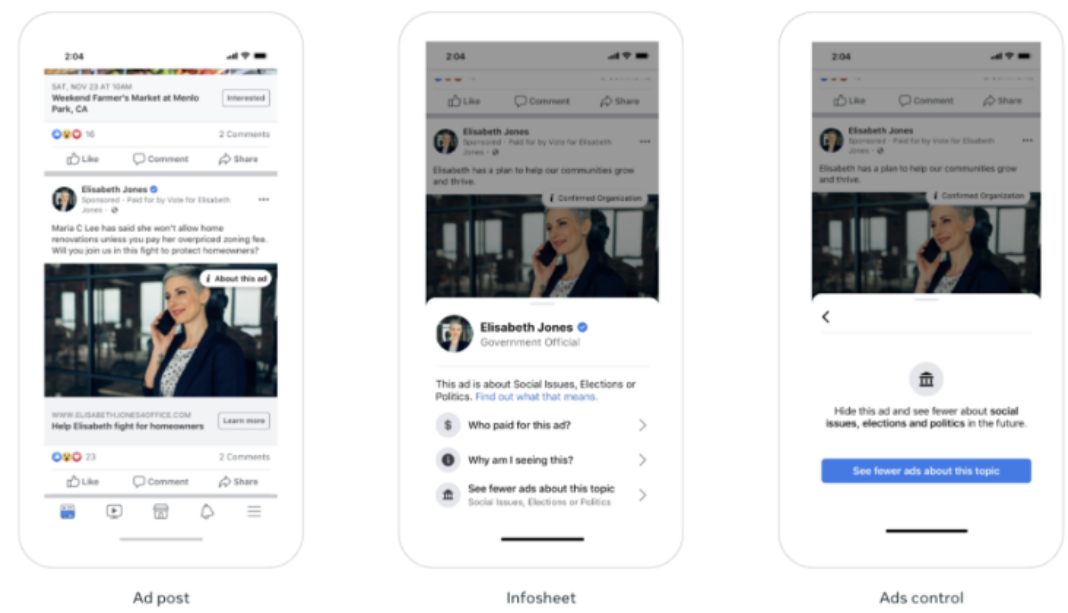 2:04
SAT, NOV 23 AT 10AM
Weekend Farmer's Market at Menlo
Park, CA
Interested
16
2 Comments
Like
Comment
Share
Elisabeth Jones
Sponsored · Paid for by Vote for Elisabeth
Jones ·
Maria C Lee has said she won't allow home
renovations unless you pay her overpriced zoning fee.
Will you join us in this fight to protect homeowners?
About this ad
WWW.ELISABETHJONES4OFFICE.COM
Help Elisabeth fight for homeowners
Learn more
23
2 Comments
Like
Comment
Share
Ad post
2:04
Like
Comment
Share
Elisabeth Jones
Sponsored · Paid for by Vote for Elisabeth
Jones ·
Elisabeth has a plan to help our communities grow
and thrive.
Confirmed Organization
Elisabeth Jones
Government Official
This ad is about Social Issues, Elections or
Politics. Find out what that means.
Who paid for this ad?
Why am I seeing this?
See fewer ads about this topic
Social Issues, Elections or Politics
Infosheet
2:04
Like
Comment
Share
Elisabeth Jones
Sponsored · Paid for by Vote for Elisabeth
Jones ·
Elisabeth has a plan to help our communities grow
and thrive.
Confirmed Organization
Hide this ad and see fewer about social
issues, elections and politics in the future.
See fewer ads about this topic
Ads control